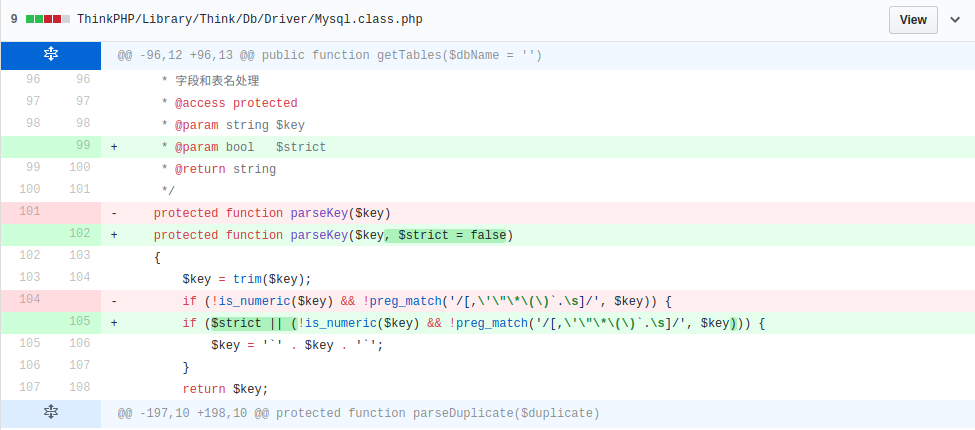 9 ThinkPHP/Library/Think/Db/Driver/Mysql.class.php View
@@ -96,12 +96,13 @@ public function getTables($dbName = '')
96 96 * 字段和表名处理
97 97 * @access protected
98 98 * @param string $key
99 + * @param bool   $strict
99 100 * @return string
100 101 */
101 - protected function parseKey($key)
102 + protected function parseKey($key, $strict = false)
102 103 {
103 104 $key = trim($key);
104 - if (!is_numeric($key) && !preg_match('/[,\'\"\*\(\)`.\s]/', $key)) {
105 + if ($strict || (!is_numeric($key) && !preg_match('/[,\'\"\*\(\)`.\s]/', $key))) {
105 106 $key = '`' . $key . '`';
106 107 }
107 108 return $key;
@@ -197,10 +198,10 @@ protected function parseDuplicate($duplicate)